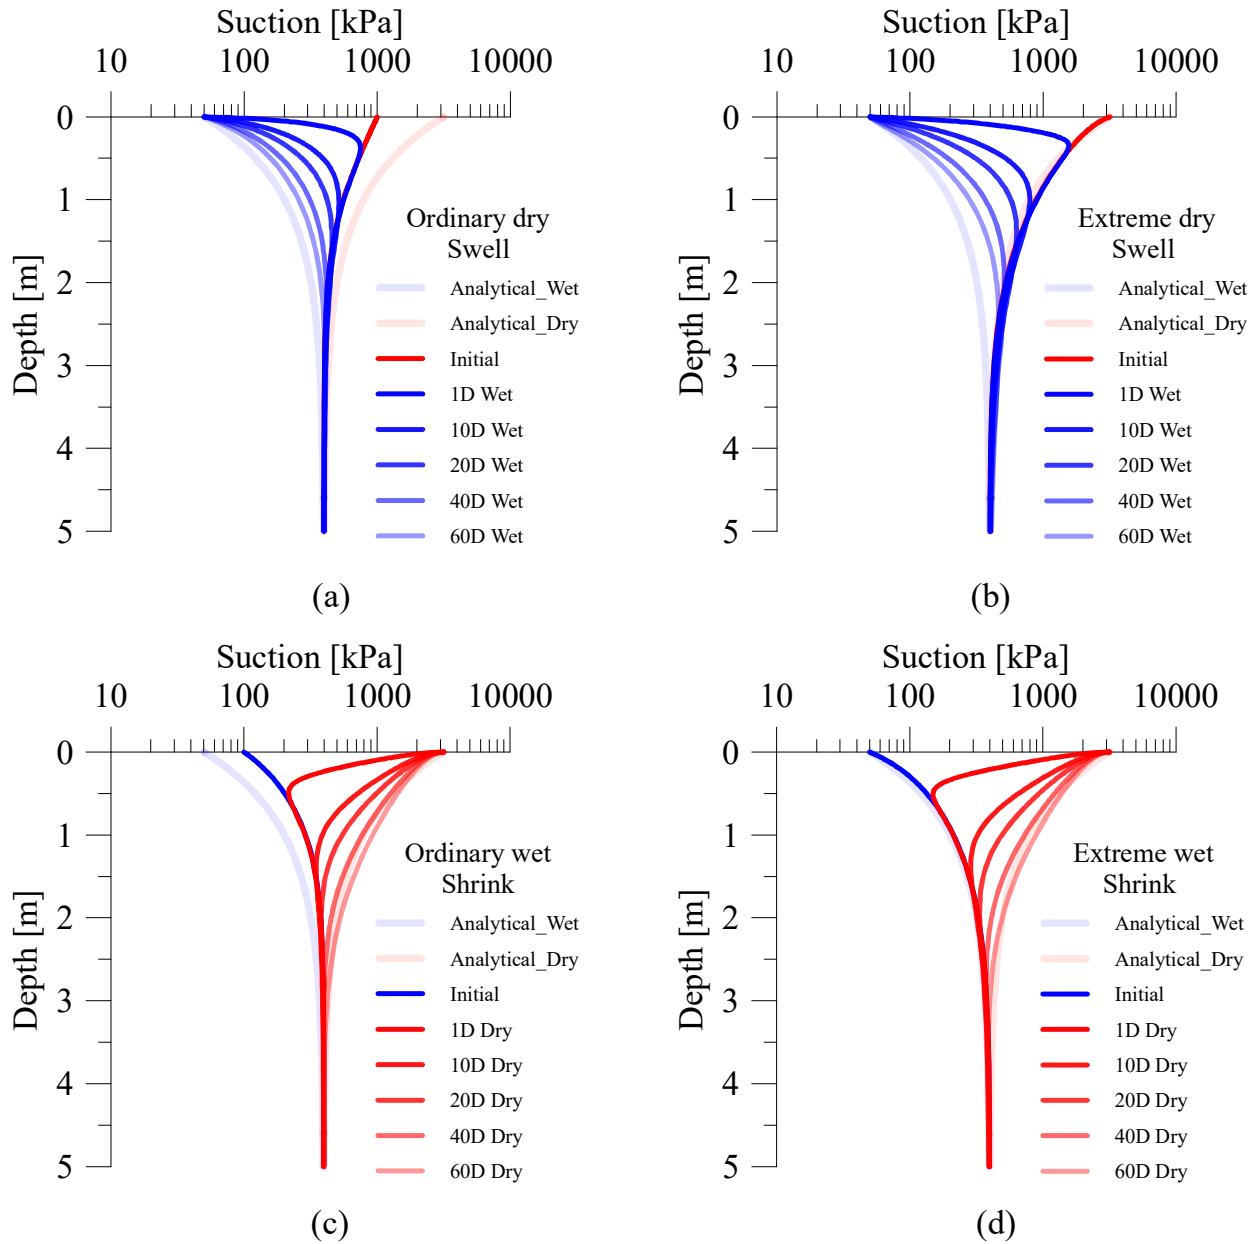 Suction [kPa]
10 100 1000 10000
0
1
2
3
4
5
Depth [m]
Ordinary dry
Swell
Analytical_Wet
Analytical_Dry
Initial
1D Wet
10D Wet
20D Wet
40D Wet
60D Wet
(a)
Suction [kPa]
10 100 1000 10000
0
1
2
3
4
5
Depth [m]
Extreme dry
Swell
Analytical_Wet
Analytical_Dry
Initial
1D Wet
10D Wet
20D Wet
40D Wet
60D Wet
(b)
Suction [kPa]
10 100 1000 10000
0
1
2
3
4
5
Depth [m]
Ordinary wet
Shrink
Analytical_Wet
Analytical_Dry
Initial
1D Dry
10D Dry
20D Dry
40D Dry
60D Dry
(c)
Suction [kPa]
10 100 1000 10000
0
1
2
3
4
5
Depth [m]
Extreme wet
Shrink
Analytical_Wet
Analytical_Dry
Initial
1D Dry
10D Dry
20D Dry
40D Dry
60D Dry
(d)